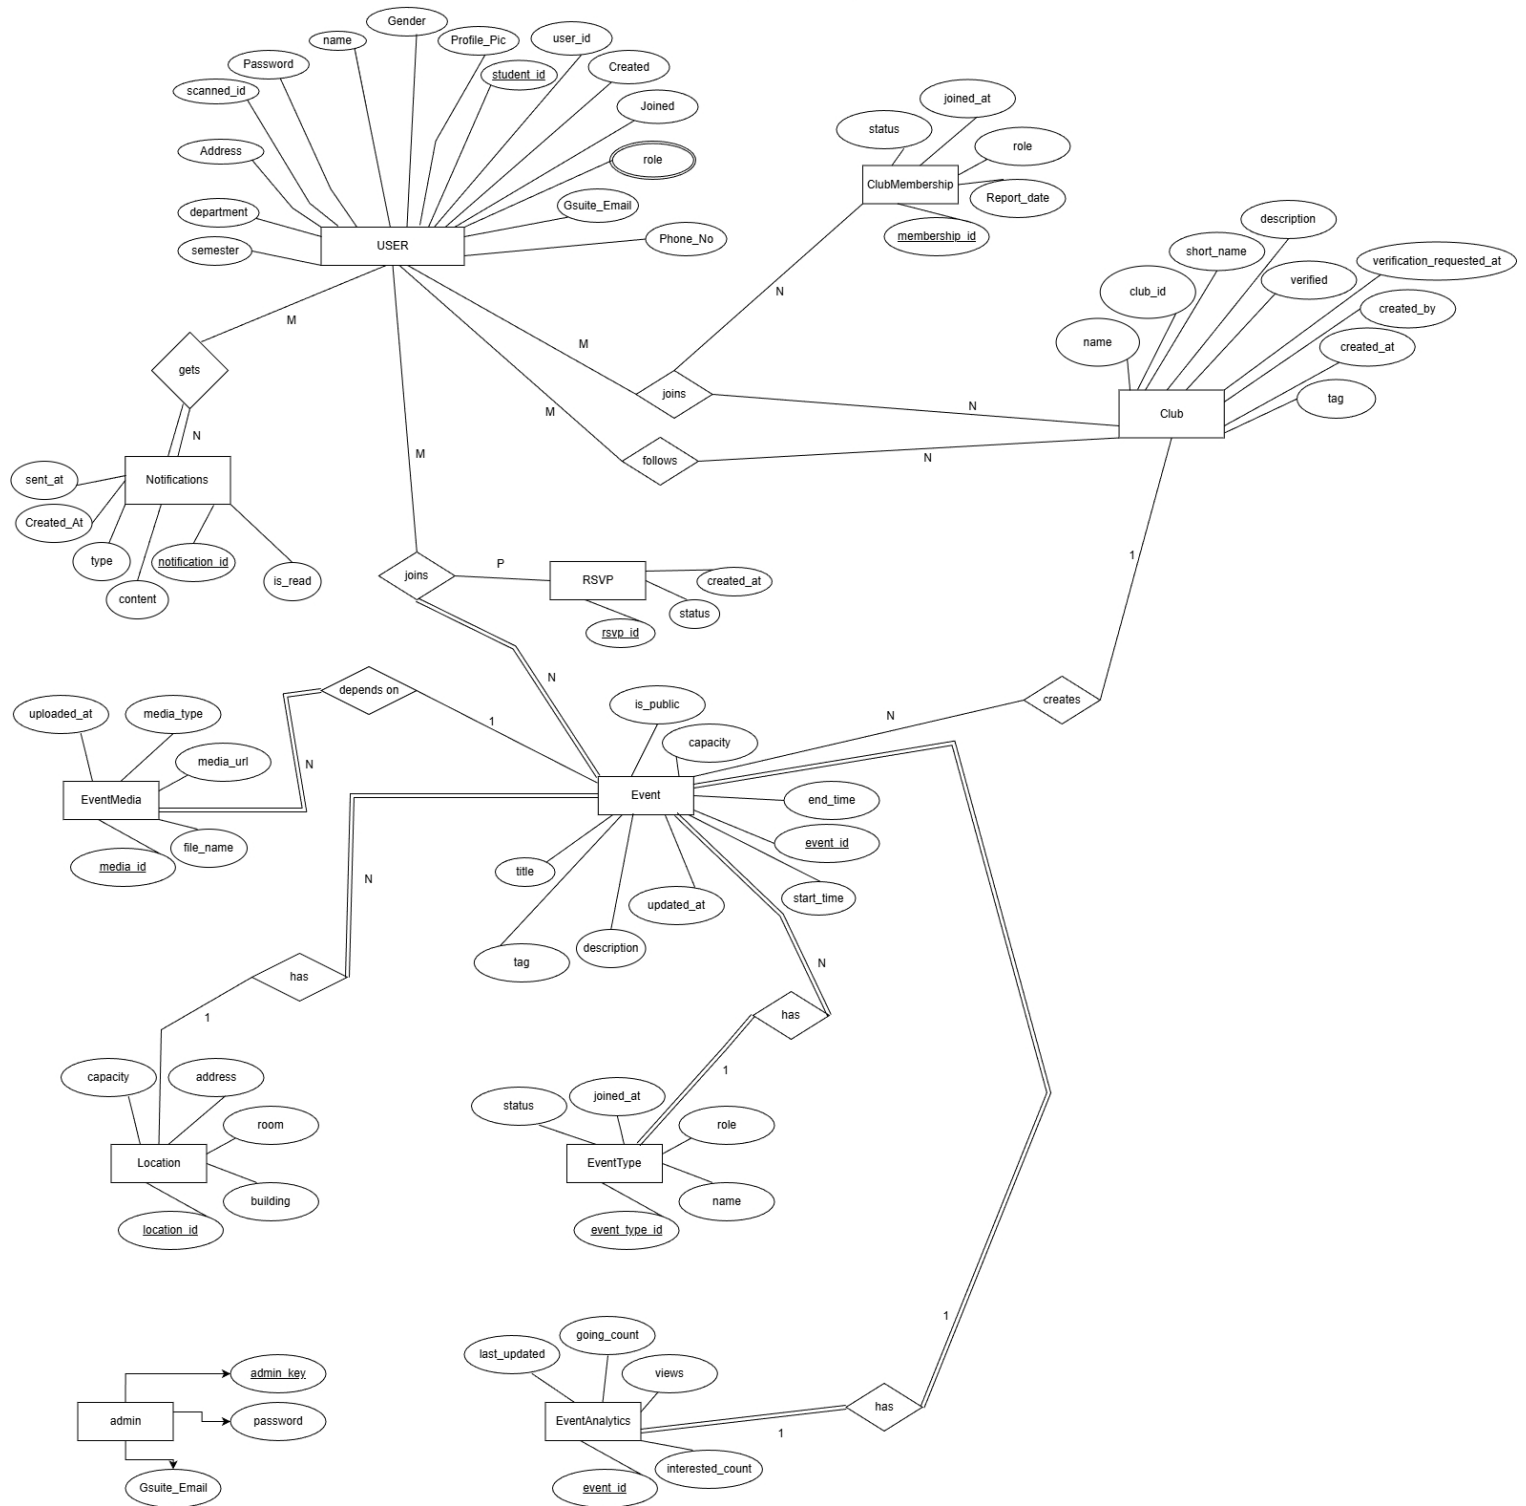 Gender
name
Profile_Pic
user_id
Password
student_id
Created
scanned_id
Joined
Address
role
department
Gsuite_Email
semester
USER
Phone_No
joined_at
status
role
ClubMembership
Report_date
membership_id
description
short_name
verification_requested_at
club_id
verified
created_by
name
created_at
tag
Club
M
gets
N
M
N
joins
N
M
follows
N
M
sent_at
Notifications
Created_At
type
notification_id
content
is_read
joins
P
RSVP
created_at
status
rsvp_id
1
N
depends on
1
N
creates
N
uploaded_at
media_type
media_url
EventMedia
file_name
media_id
is_public
capacity
Event
end_time
event_id
title
start_time
updated_at
description
tag
N
has
1
N
has
1
capacity
address
room
Location
building
location_id
status
joined_at
role
EventType
name
event_type_id
1
going_count
last_updated
views
EventAnalytics
has
1
interested_count
event_id
admin_key
admin
password
Gsuite_Email